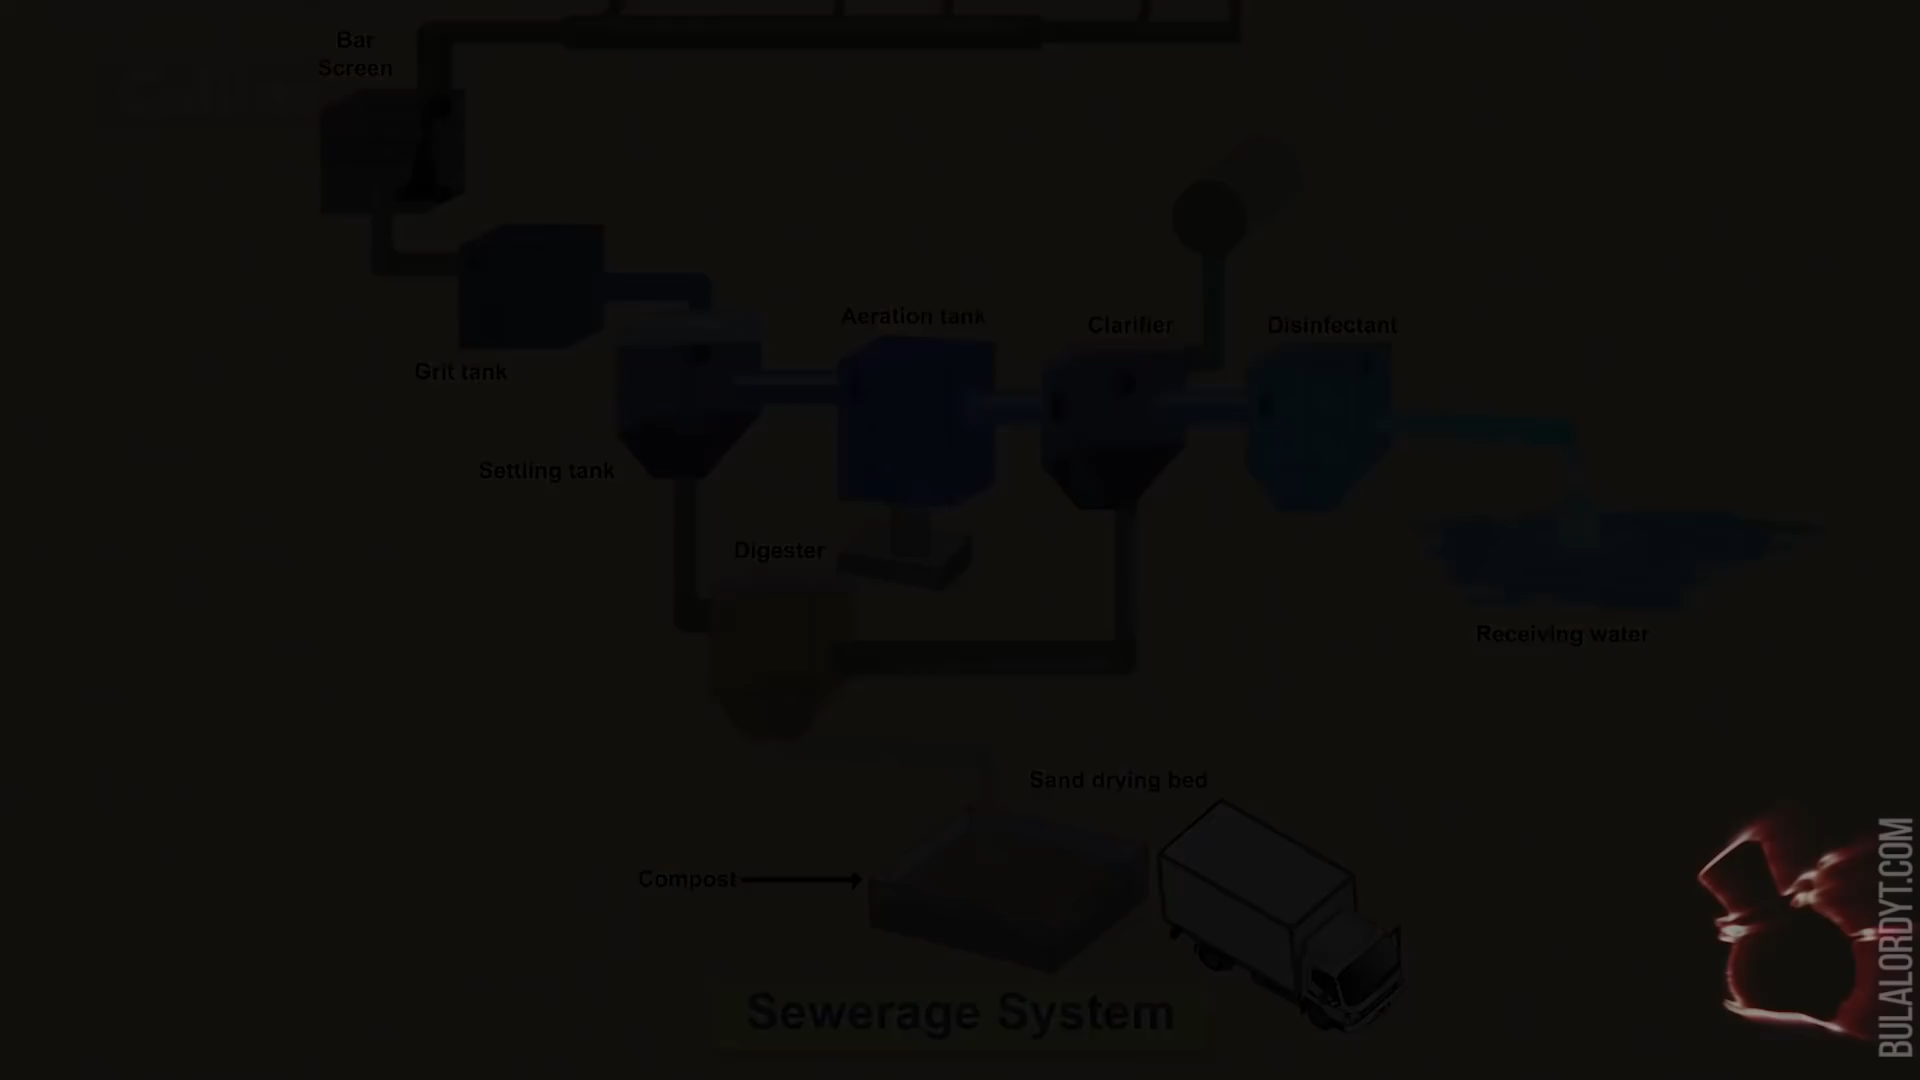 Bar
Screen
Grit tank
Aeration tank
Clarifier
Disinfectant
Settling tank
Digester
Receiving water
Sand drying bed
Compost
Sewerage System
BULALORDYT.COM